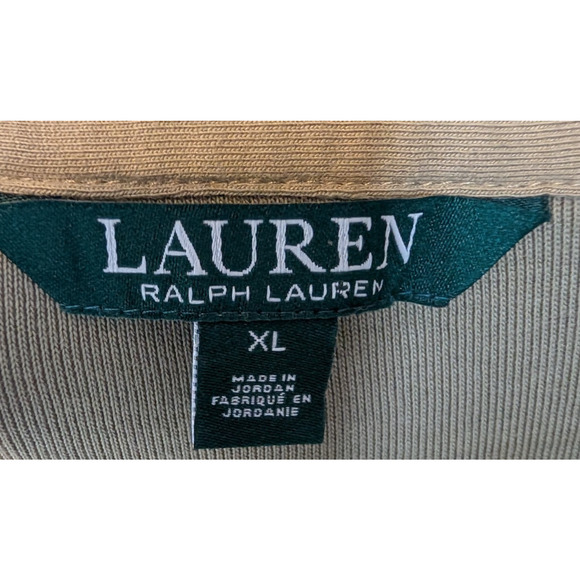 LAUREN
RALPH LAUREN
XL
MADE IN
JORDAN
FABRIQUÉ EN
JORDANIE